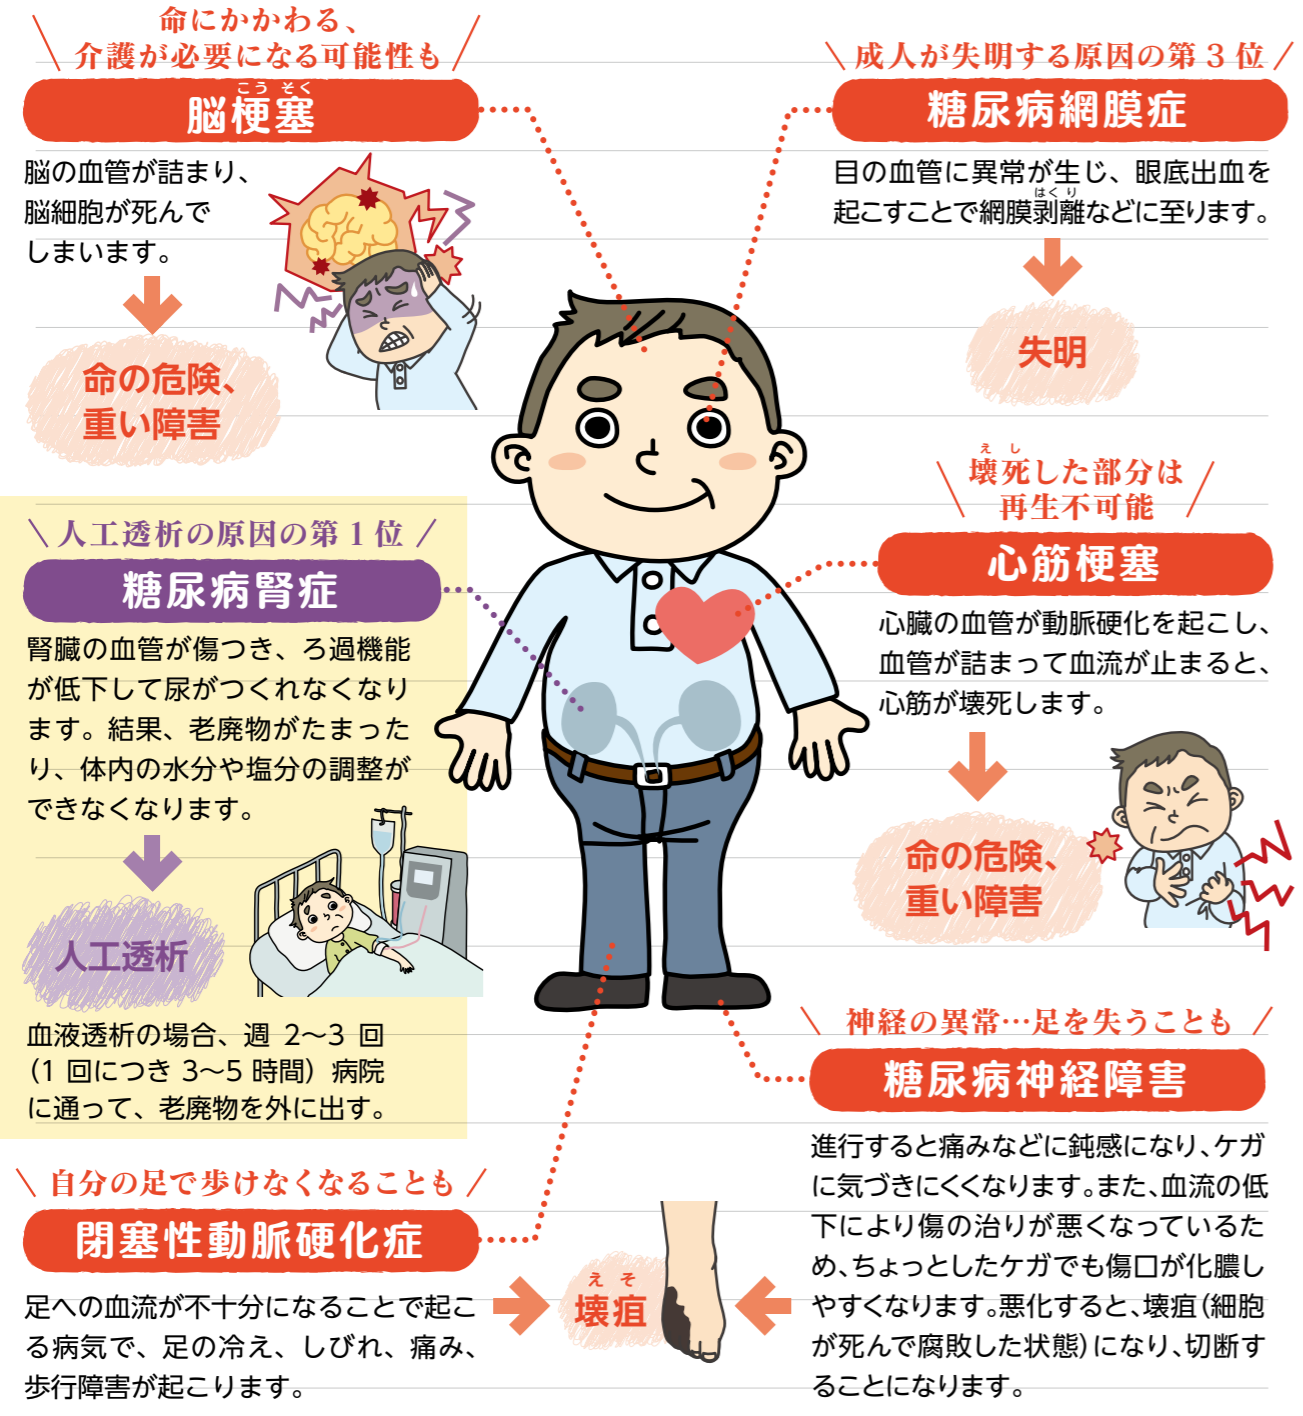 命にかかわる、
介護が必要になる可能性も
こう そく
脳梗塞
脳の血管が詰まり、
脳細胞が死んで
しまいます。
命の危険、
重い障害
成人が失明する原因の第3位
糖尿病網膜症
目の血管に異常が生じ、眼底出血を
はく り
起こすことで網膜剥離などに至ります。
失明
人工透析の原因の第1位
糖尿病腎症
腎臓の血管が傷つき、ろ過機能
が低下して尿がつくれなくなり
ます。結果、老廃物がたまった
り、体内の水分や塩分の調整が
できなくなります。
人工透析
血液透析の場合、週 2〜3 回
(1 回につき 3〜5 時間) 病院
に通って、老廃物を外に出す。
え し
壊死した部分は
再生不可能
心筋梗塞
心臓の血管が動脈硬化を起こし、
血管が詰まって血流が止まると、
心筋が壊死します。
命の危険、
重い障害
自分の足で歩けなくなることも
閉塞性動脈硬化症
足への血流が不十分になることで起こ
る病気で、足の冷え、しびれ、痛み、
歩行障害が起こります。
え そ
壊疽
神経の異常…足を失うことも
糖尿病神経障害
進行すると痛みなどに鈍感になり、ケガ
に気づきにくくなります。また、血流の低
下により傷の治りが悪くなっているた
め、ちょっとしたケガでも傷口が化膿し
やすくなります。悪化すると、壊疽(細胞
が死んで腐敗した状態)になり、切断す
ることになります。